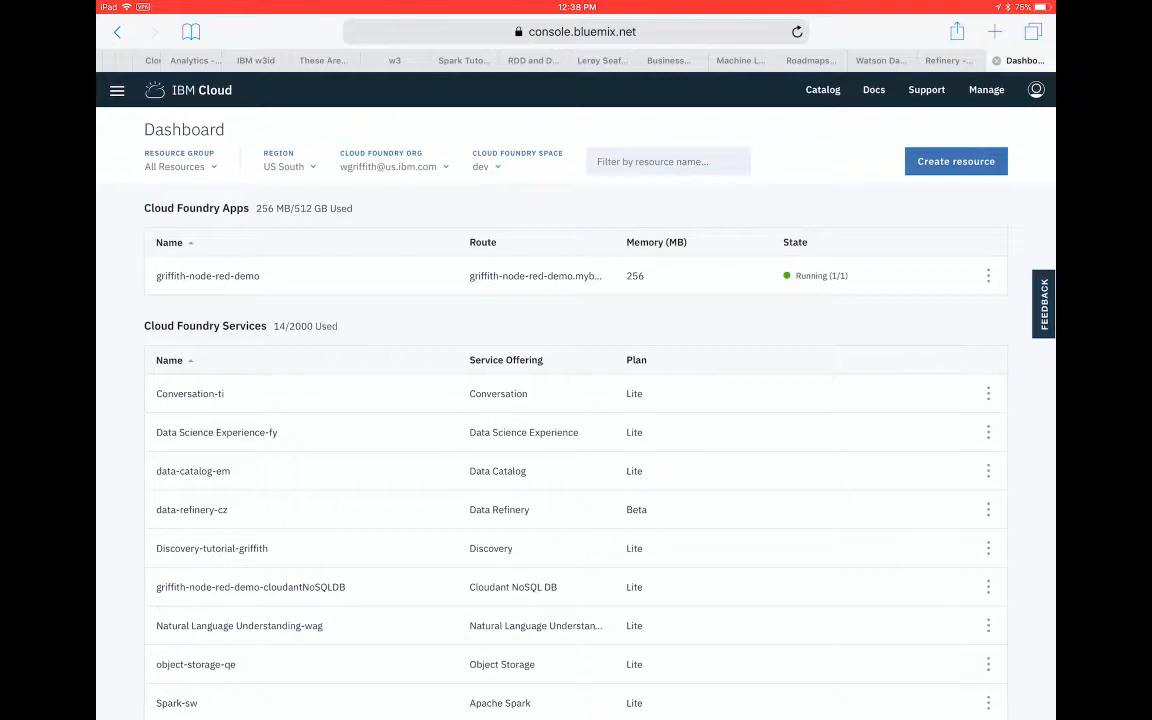 iPad VPN 12:38 PM 75%
console.bluemix.net
Clou Analytics -... IBM w3id These Are... w3 Spark Tuto... RDD and D... Leroy Seaf... Business... Machine L... Roadmaps... Watson Da... Refinery -... Dashbo...
IBM Cloud Catalog Docs Support Manage
Dashboard
RESOURCE GROUP REGION CLOUD FOUNDRY ORG CLOUD FOUNDRY SPACE
All Resources US South wgriffith@us.ibm.com dev Filter by resource name... Create resource
Cloud Foundry Apps 256 MB/512 GB Used
Name Route Memory (MB) State
griffith-node-red-demo griffith-node-red-demo.myb... 256 Running (1/1)
FEEDBACK
Cloud Foundry Services 14/2000 Used
Name Service Offering Plan
Conversation-ti Conversation Lite
Data Science Experience-fy Data Science Experience Lite
data-catalog-em Data Catalog Lite
data-refinery-cz Data Refinery Beta
Discovery-tutorial-griffith Discovery Lite
griffith-node-red-demo-cloudantNoSQLDB Cloudant NoSQL DB Lite
Natural Language Understanding-wag Natural Language Understan... Lite
object-storage-qe Object Storage Lite
Spark-sw Apache Spark Lite